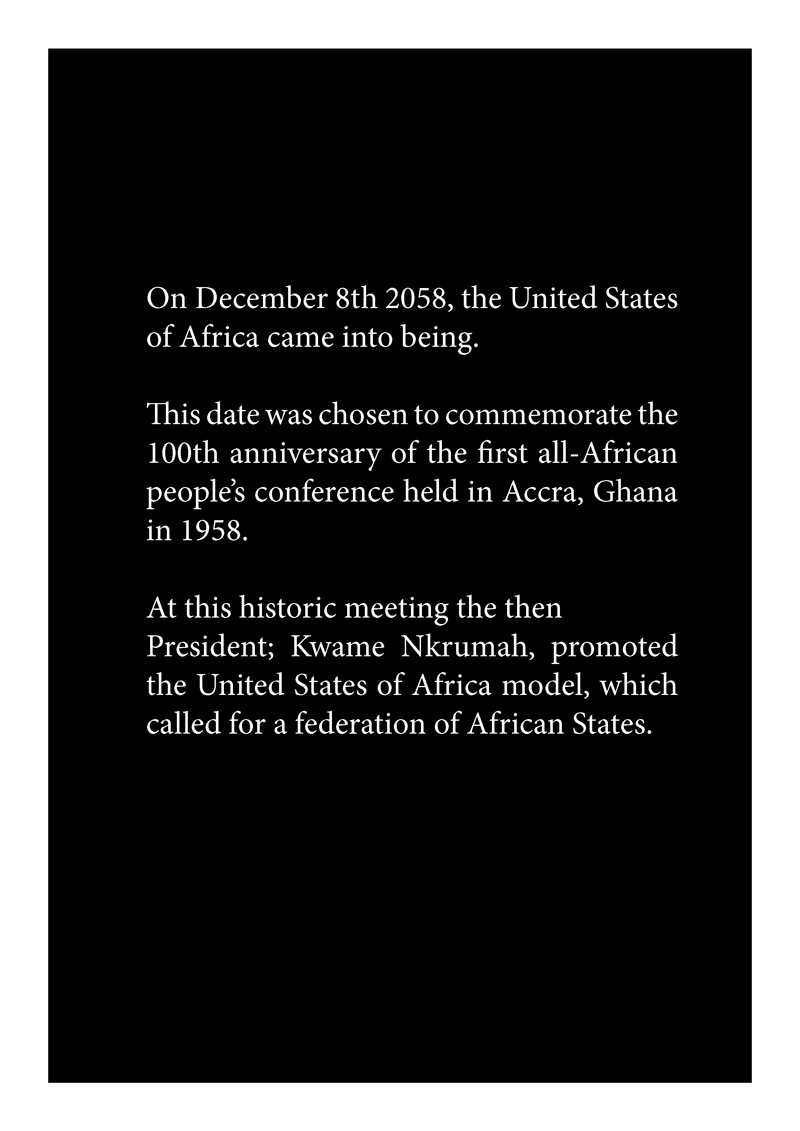 On December 8th 2058, the United States
of Africa came into being.
This date was chosen to commemorate the
100th anniversary of the first all-African
people’s conference held in Accra, Ghana
in 1958.
At this historic meeting the then
President; Kwame Nkrumah, promoted
the United States of Africa model, which
called for a federation of African States.